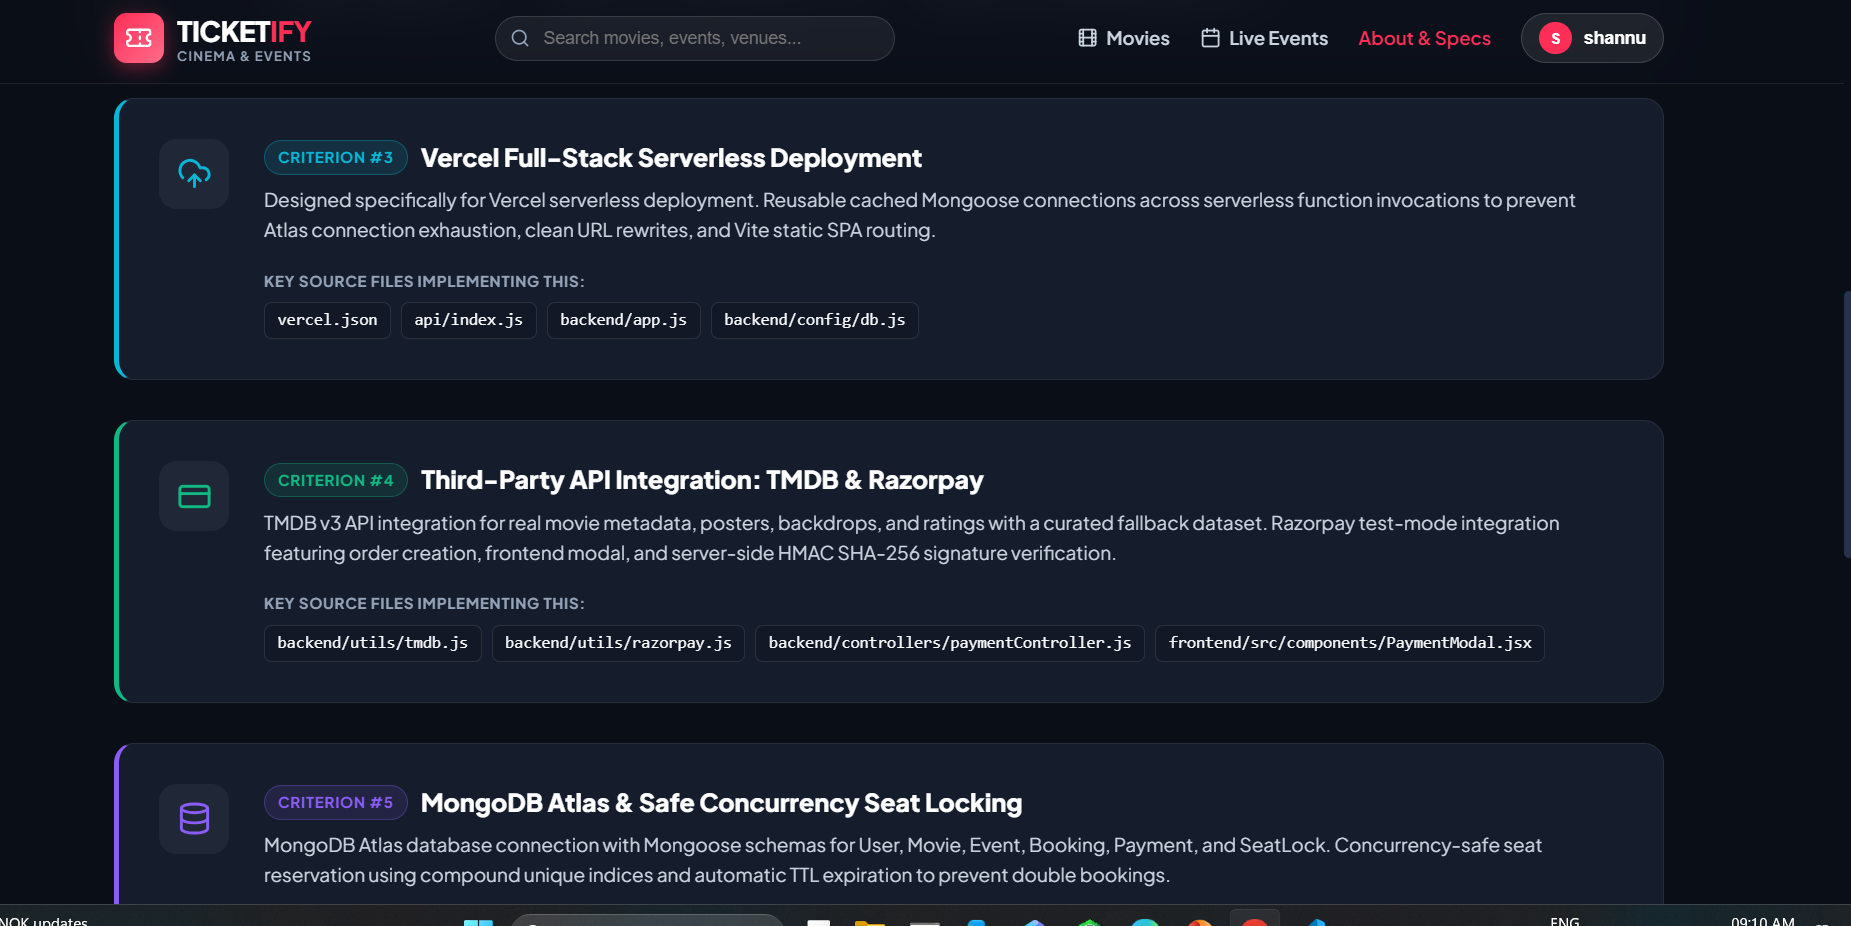 TICKETIFY
CINEMA & EVENTS
Search movies, events, venues...
Movies
Live Events
About & Specs
S
shannu
CRITERION #3
Vercel Full-Stack Serverless Deployment
Designed specifically for Vercel serverless deployment. Reusable cached Mongoose connections across serverless function invocations to prevent
Atlas connection exhaustion, clean URL rewrites, and Vite static SPA routing.
KEY SOURCE FILES IMPLEMENTING THIS:
vercel.json
api/index.js
backend/app.js
backend/config/db.js
CRITERION #4
Third-Party API Integration: TMDB & Razorpay
TMDB v3 API integration for real movie metadata, posters, backdrops, and ratings with a curated fallback dataset. Razorpay test-mode integration
featuring order creation, frontend modal, and server-side HMAC SHA-256 signature verification.
KEY SOURCE FILES IMPLEMENTING THIS:
backend/utils/tmdb.js
backend/utils/razorpay.js
backend/controllers/paymentController.js
frontend/src/components/PaymentModal.jsx
CRITERION #5
MongoDB Atlas & Safe Concurrency Seat Locking
MongoDB Atlas database connection with Mongoose schemas for User, Movie, Event, Booking, Payment, and SeatLock. Concurrency-safe seat
reservation using compound unique indices and automatic TTL expiration to prevent double bookings.
NOK updates
ENG
09:10 AM